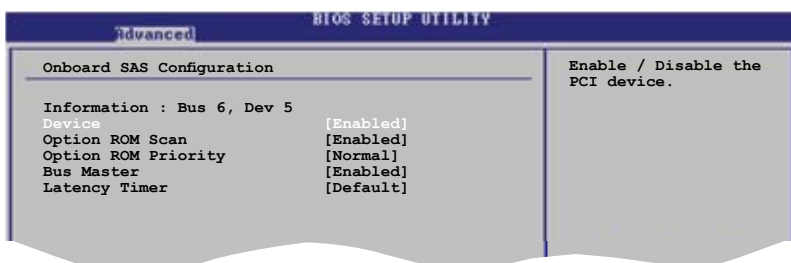 BIOS SETUP UTILITY
Advanced
Onboard SAS Configuration
Information : Bus 6, Dev 5
Device [Enabled]
Option ROM Scan [Enabled]
Option ROM Priority [Normal]
Bus Master [Enabled]
Latency Timer [Default]
Enable / Disable the
PCI device.